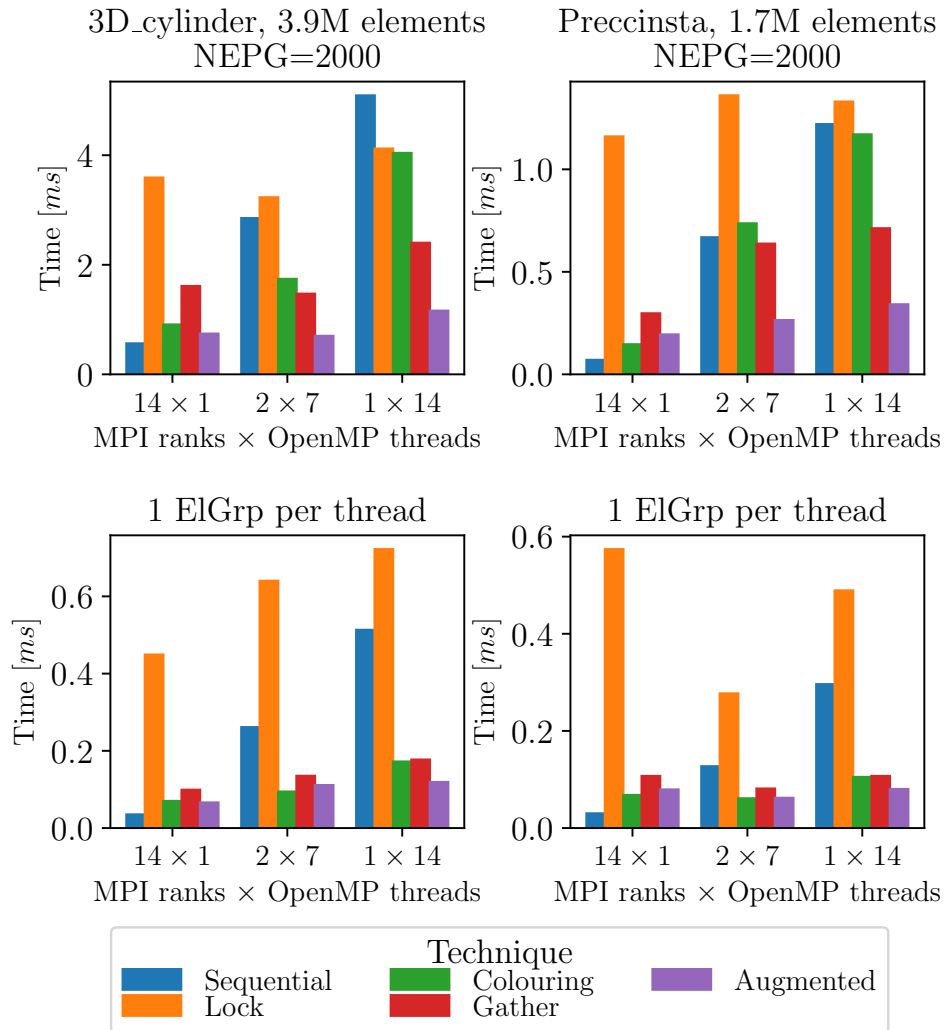 3D_cylinder, 3.9M elements
NEPG=2000
Time [ms]
4
2
0
14 × 1
2 × 7
1 × 14
MPI ranks × OpenMP threads
Preccinsta, 1.7M elements
NEPG=2000
Time [ms]
1.0
0.5
0.0
14 × 1
2 × 7
1 × 14
MPI ranks × OpenMP threads
1 ElGrp per thread
Time [ms]
0.6
0.4
0.2
0.0
14 × 1
2 × 7
1 × 14
MPI ranks × OpenMP threads
1 ElGrp per thread
Time [ms]
0.6
0.4
0.2
0.0
14 × 1
2 × 7
1 × 14
MPI ranks × OpenMP threads
Technique
Sequential
Lock
Colouring
Gather
Augmented